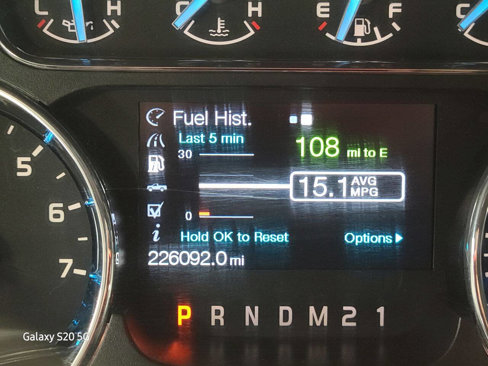 L H C H E F C
Fuel Hist.
Last 5 min
30
108 mi to E
15.1 AVG MPG
0
Hold OK to Reset Options
i
226092.0 mi
P R N D M 2 1
5
6
7
Galaxy S20 5G